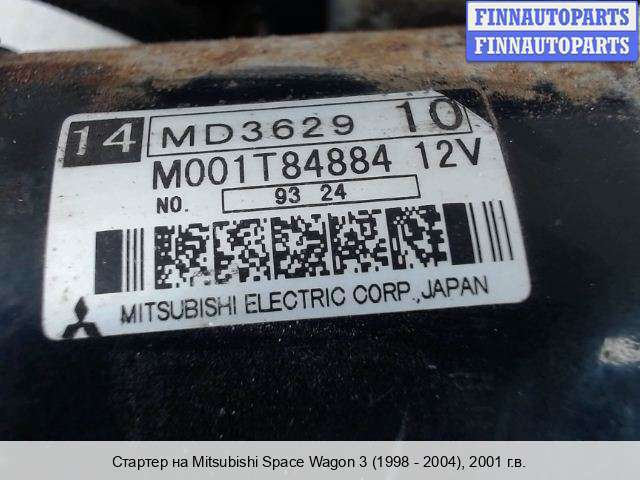 FINNAUTOPARTS
FINNAUTOPARTS
14 MD3629 10
M001T84884 12V
NO. 93 24
MITSUBISHI ELECTRIC CORP.,JAPAN
Стартер на Mitsubishi Space Wagon 3 (1998 - 2004), 2001 г.в.